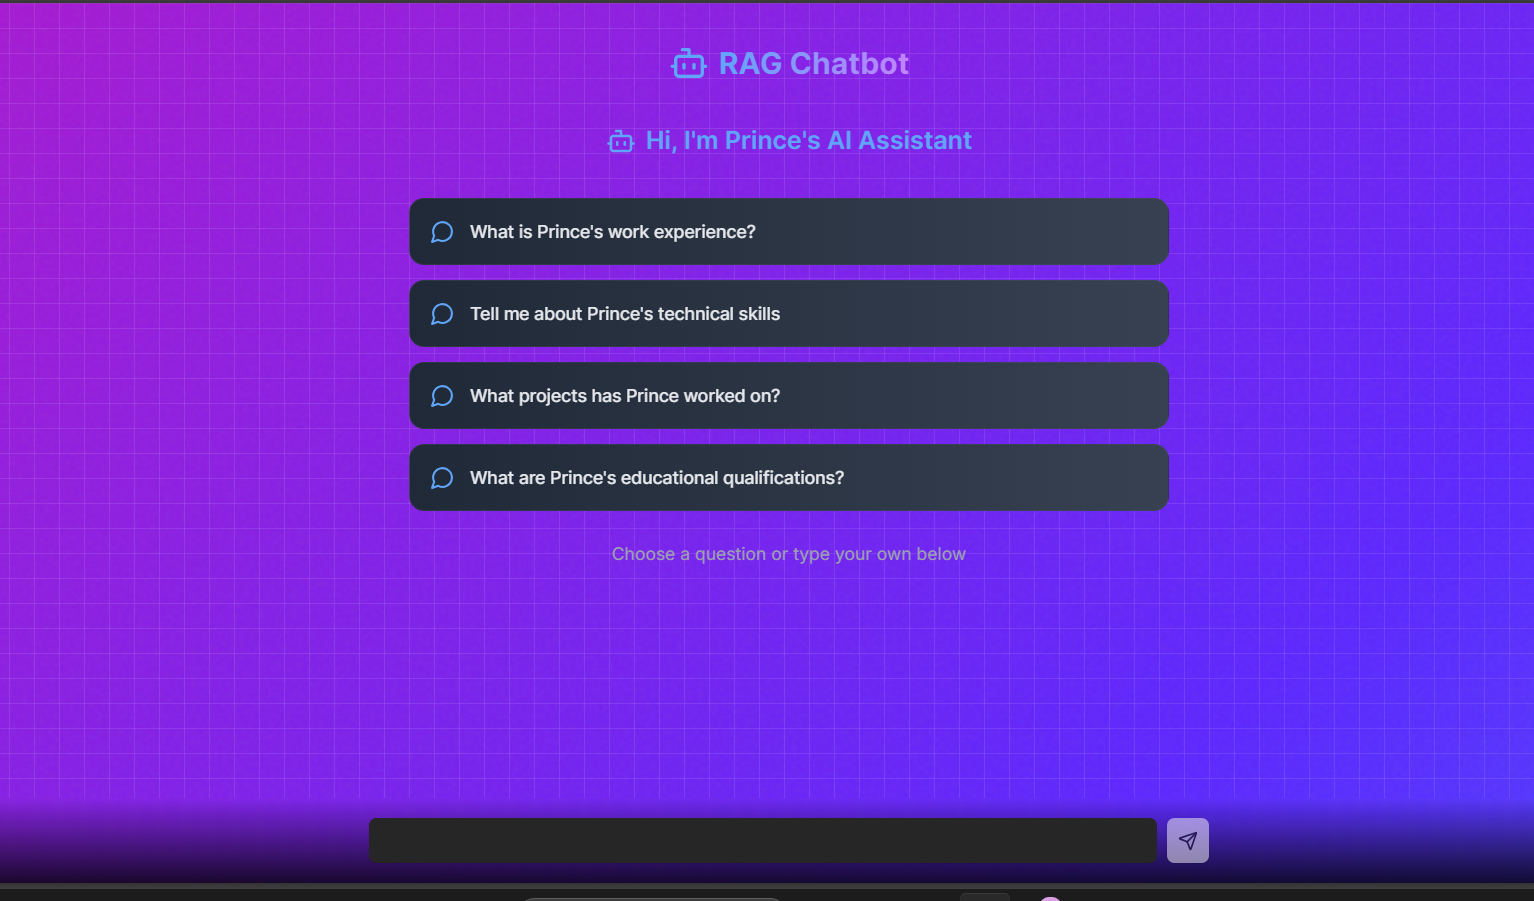 RAG Chatbot
Hi, I'm Prince's AI Assistant
What is Prince's work experience?
Tell me about Prince's technical skills
What projects has Prince worked on?
What are Prince's educational qualifications?
Choose a question or type your own below